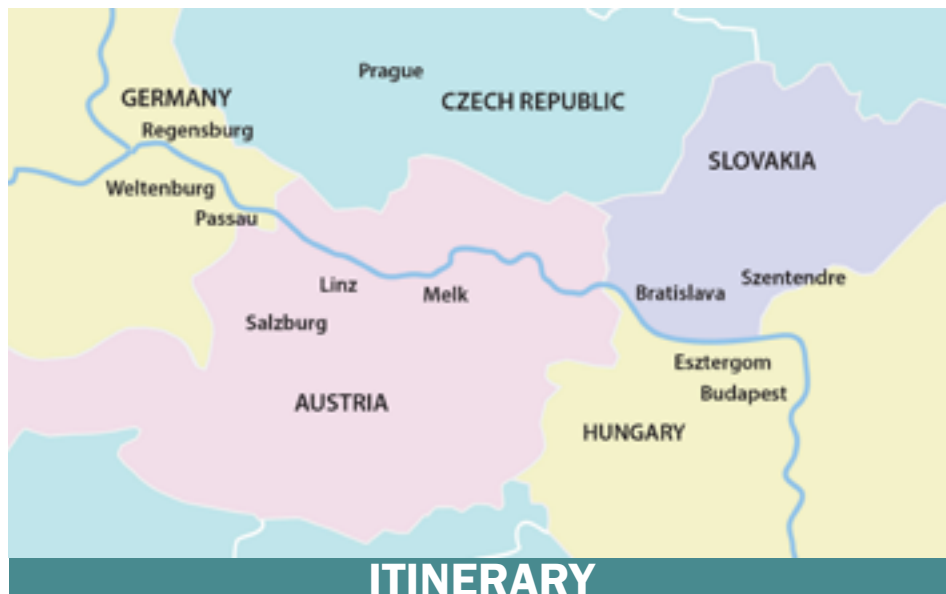 Prague
GERMANY
CZECH REPUBLIC
Regensburg
SLOVAKIA
Weltenburg
Passau
Szentendre
Linz
Melk
Bratislava
Salzburg
Esztergom
Budapest
AUSTRIA
HUNGARY
ITINERARY